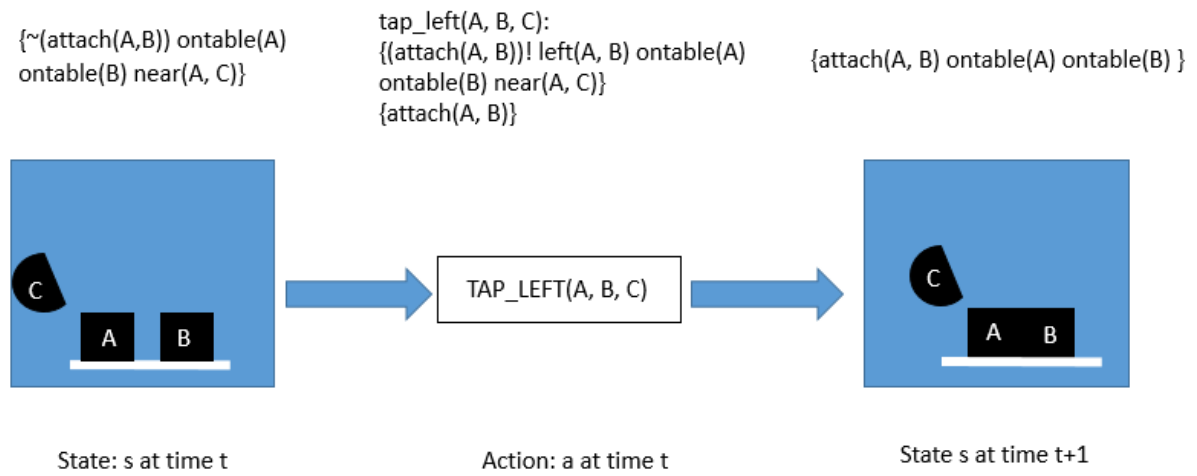 {~(attach(A,B)) ontable(A)
ontable(B) near(A, C)}
tap_left(A, B, C):
{(attach(A, B))! left(A, B) ontable(A)
ontable(B) near(A, C)}
{attach(A, B)}
{attach(A, B) ontable(A) ontable(B) }
C
A
B
TAP_LEFT(A, B, C)
C
A
B
State: s at time t
Action: a at time t
State s at time t+1